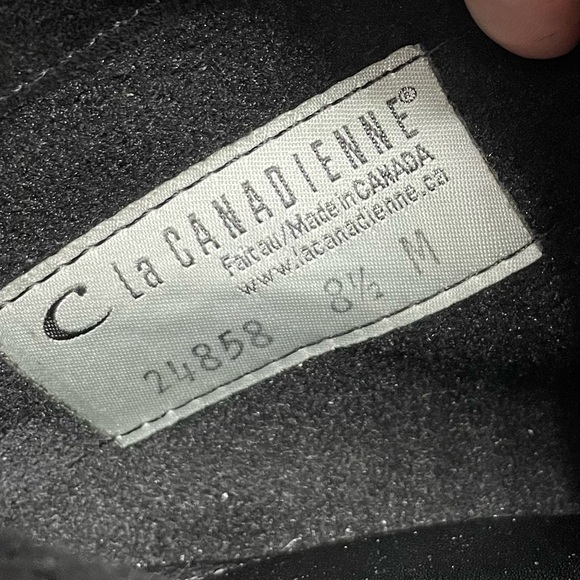 La CANADIENNE®
Fait au/Made in CANADA
www.lacanadienne.ca
24858 8½ M